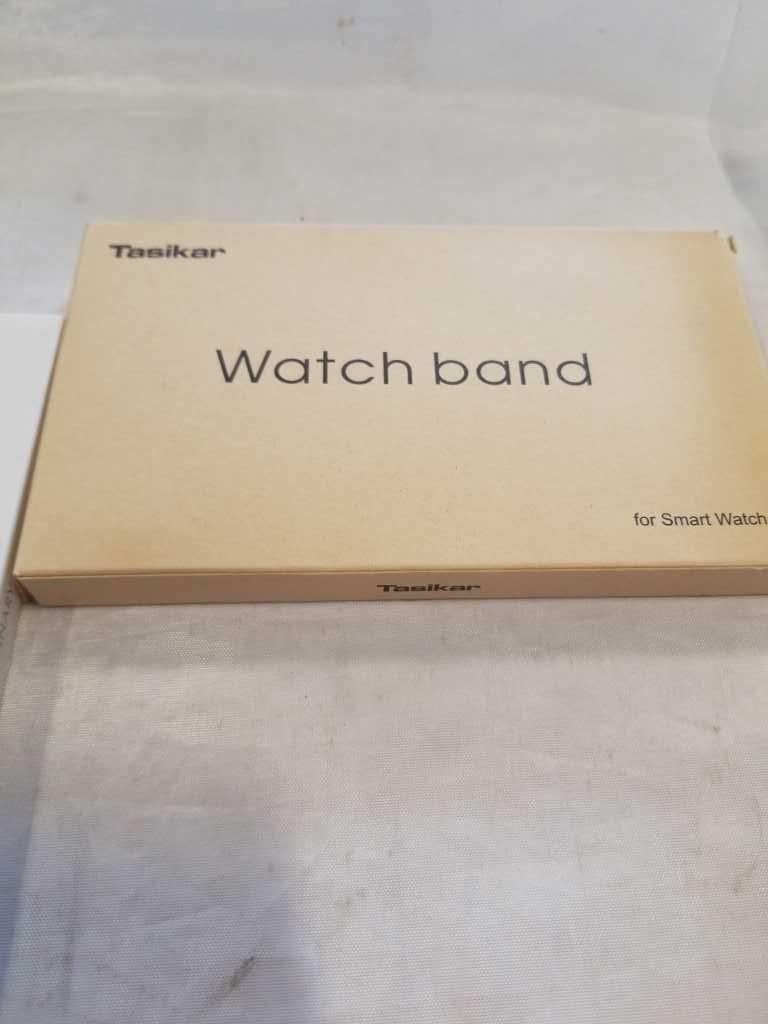 Tasikar
Watch band
for Smart Watch
Tasikar